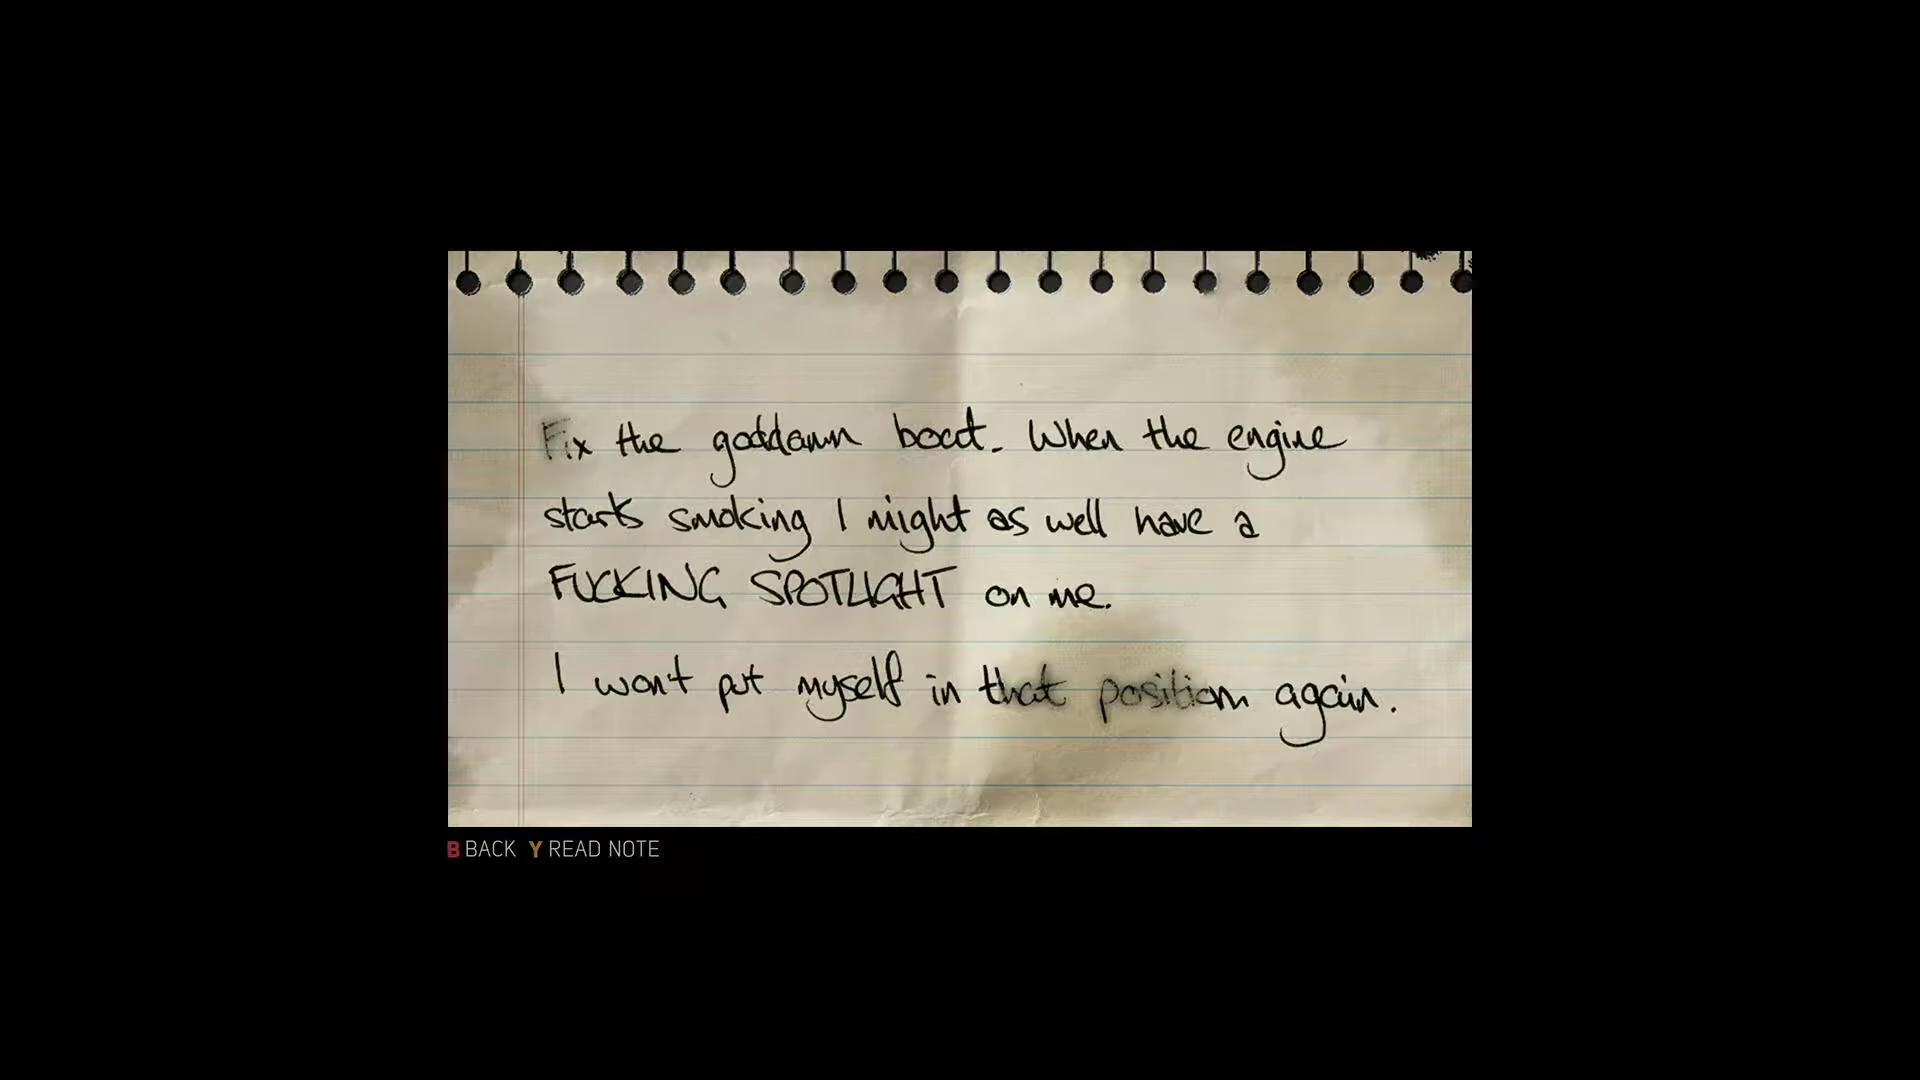 Fix the goddamn boat. When the engine
starts smoking I might as well have a
FUCKING SPOTLIGHT on me.
I won't put myself in that position again.
B BACK Y READ NOTE